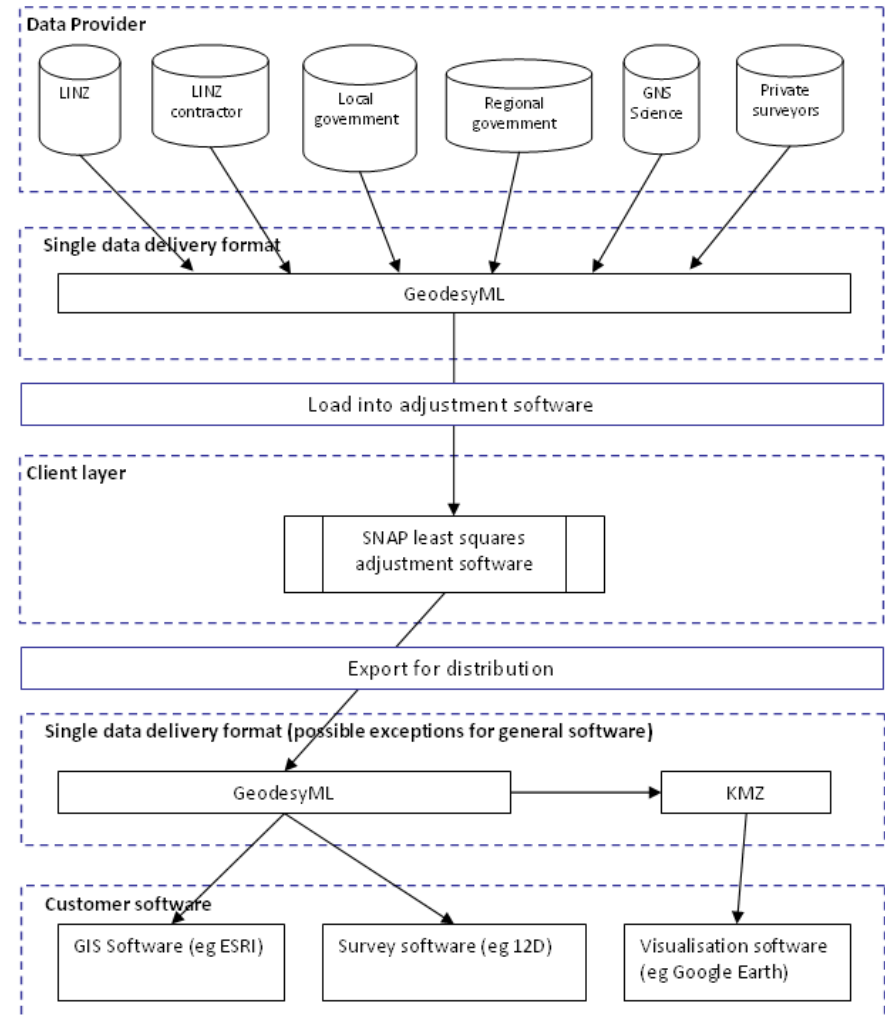 Data Provider
LINZ
LINZ
contractor
Local
government
Regional
government
GNS
Science
Private
surveyors
Single data delivery format
GeodesyML
Load into adjustment software
Client layer
SNAP least squares
adjustment software
Export for distribution
Single data delivery format (possible exceptions for general software)
GeodesyML
KMZ
Customer software
GIS Software (eg ESRI)
Survey software (eg 12D)
Visualisation software
(eg Google Earth)